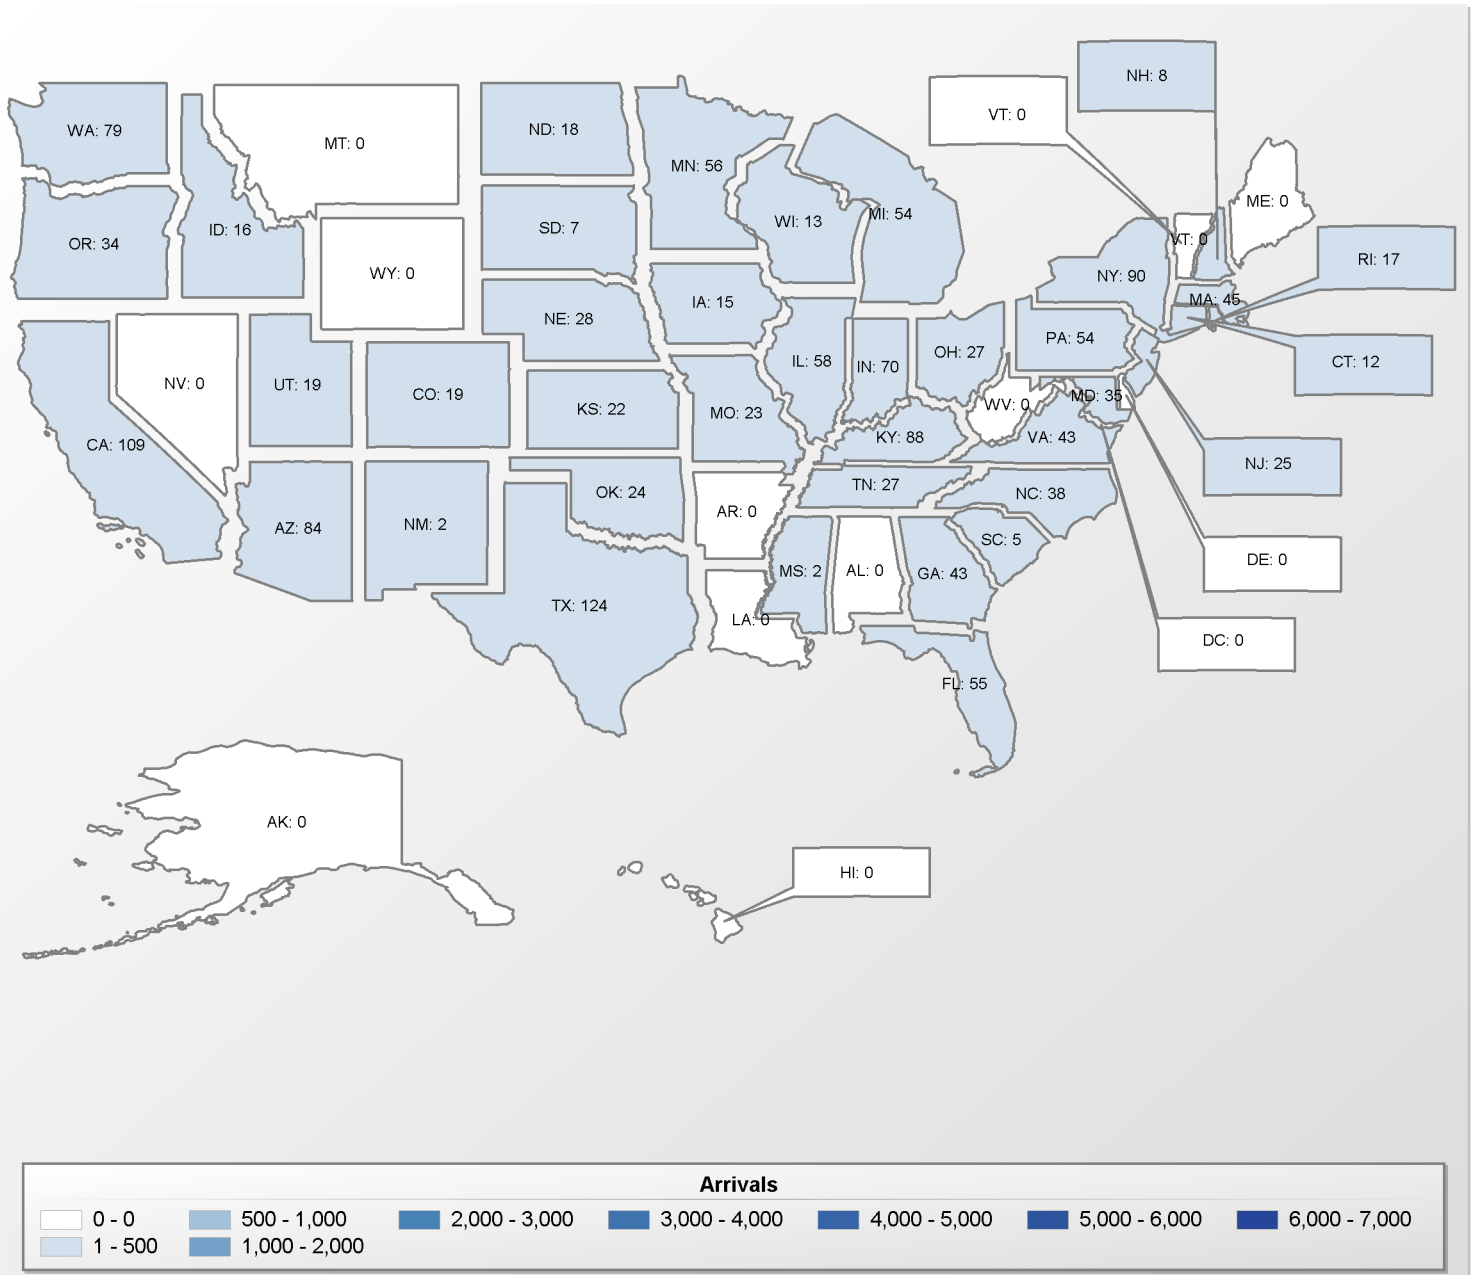 NH: 8
VT: 0
WA: 79
MT: 0
ND: 18
MN: 56
ME: 0
OR: 34
ID: 16
SD: 7
WI: 13
MI: 54
VT: 0
WY: 0
NY: 90
RI: 17
MA: 45
IA: 15
NE: 28
PA: 54
OH: 27
IL: 58
IN: 70
CT: 12
NV: 0
UT: 19
CO: 19
KS: 22
MO: 23
WV: 0
MD: 35
CA: 109
KY: 88
VA: 43
NJ: 25
OK: 24
TN: 27
NC: 38
AZ: 84
NM: 2
AR: 0
SC: 5
DE: 0
MS: 2
AL: 0
GA: 43
TX: 124
LA: 0
DC: 0
FL: 55
AK: 0
HI: 0
Arrivals
0 - 0
500 - 1,000
2,000 - 3,000
3,000 - 4,000
4,000 - 5,000
5,000 - 6,000
6,000 - 7,000
1 - 500
1,000 - 2,000